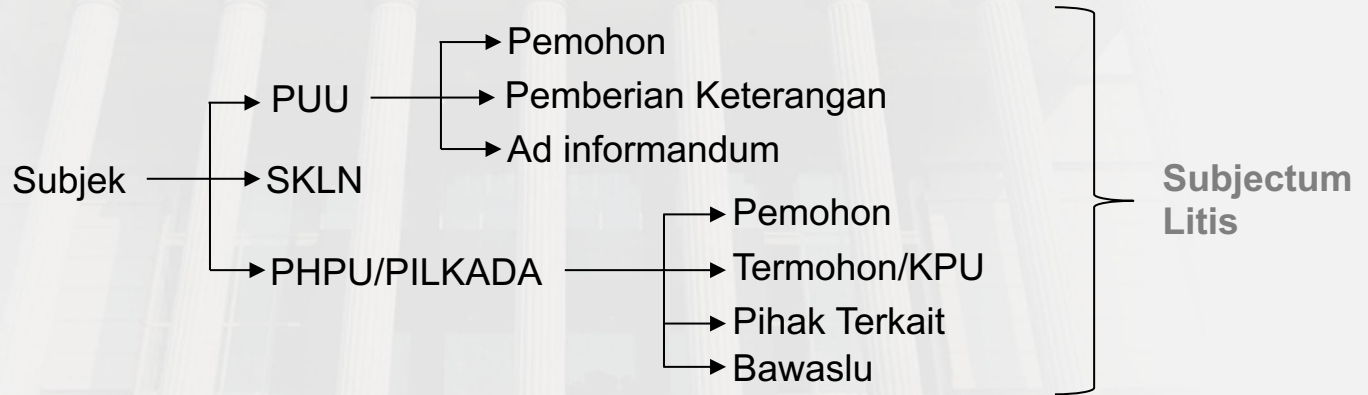 Subjek
PUU
Pemohon
Pemberian Keterangan
Ad informandum
SKLN
PHPU/PILKADA
Pemohon
Termohon/KPU
Pihak Terkait
Bawaslu
Subjectum
Litis